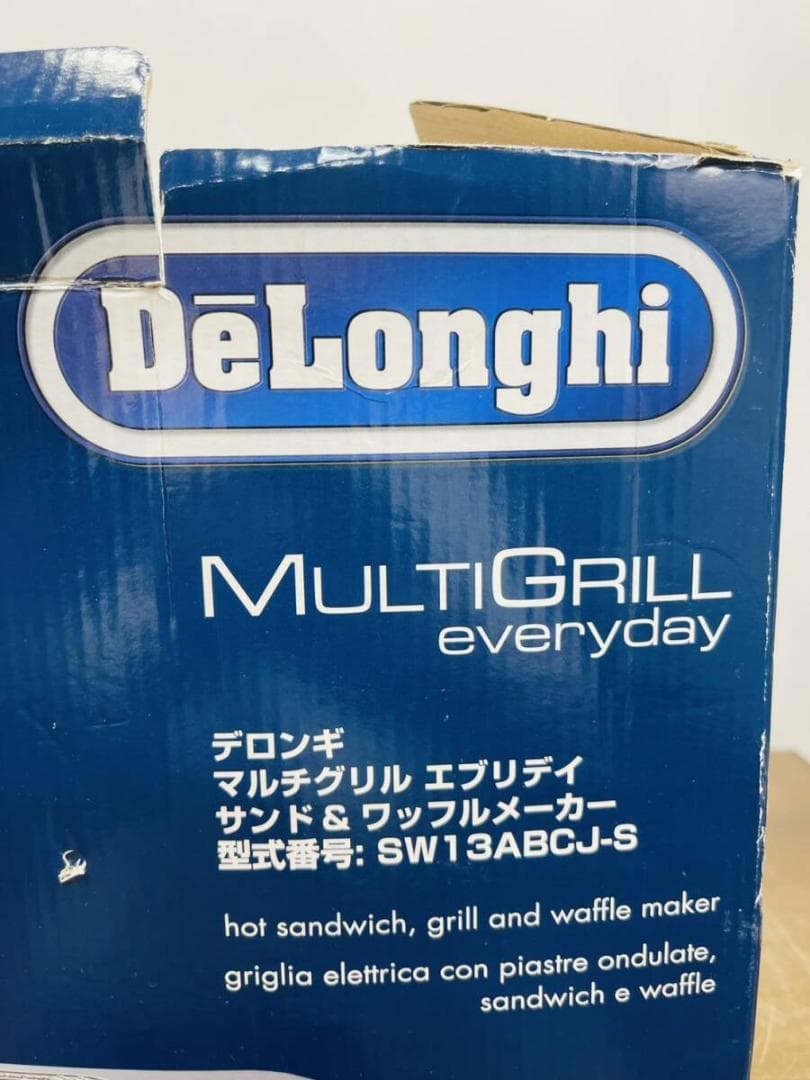 DēLonghi
MULTIGRILL
everyday
デロンギ
マルチグリル エブリデイ
サンド& ワッフルメーカー
型式番号: SW13ABCJ-S
hot sandwich, grill and waffle maker
griglia elettrica con piastre ondulate,
sandwich e waffle